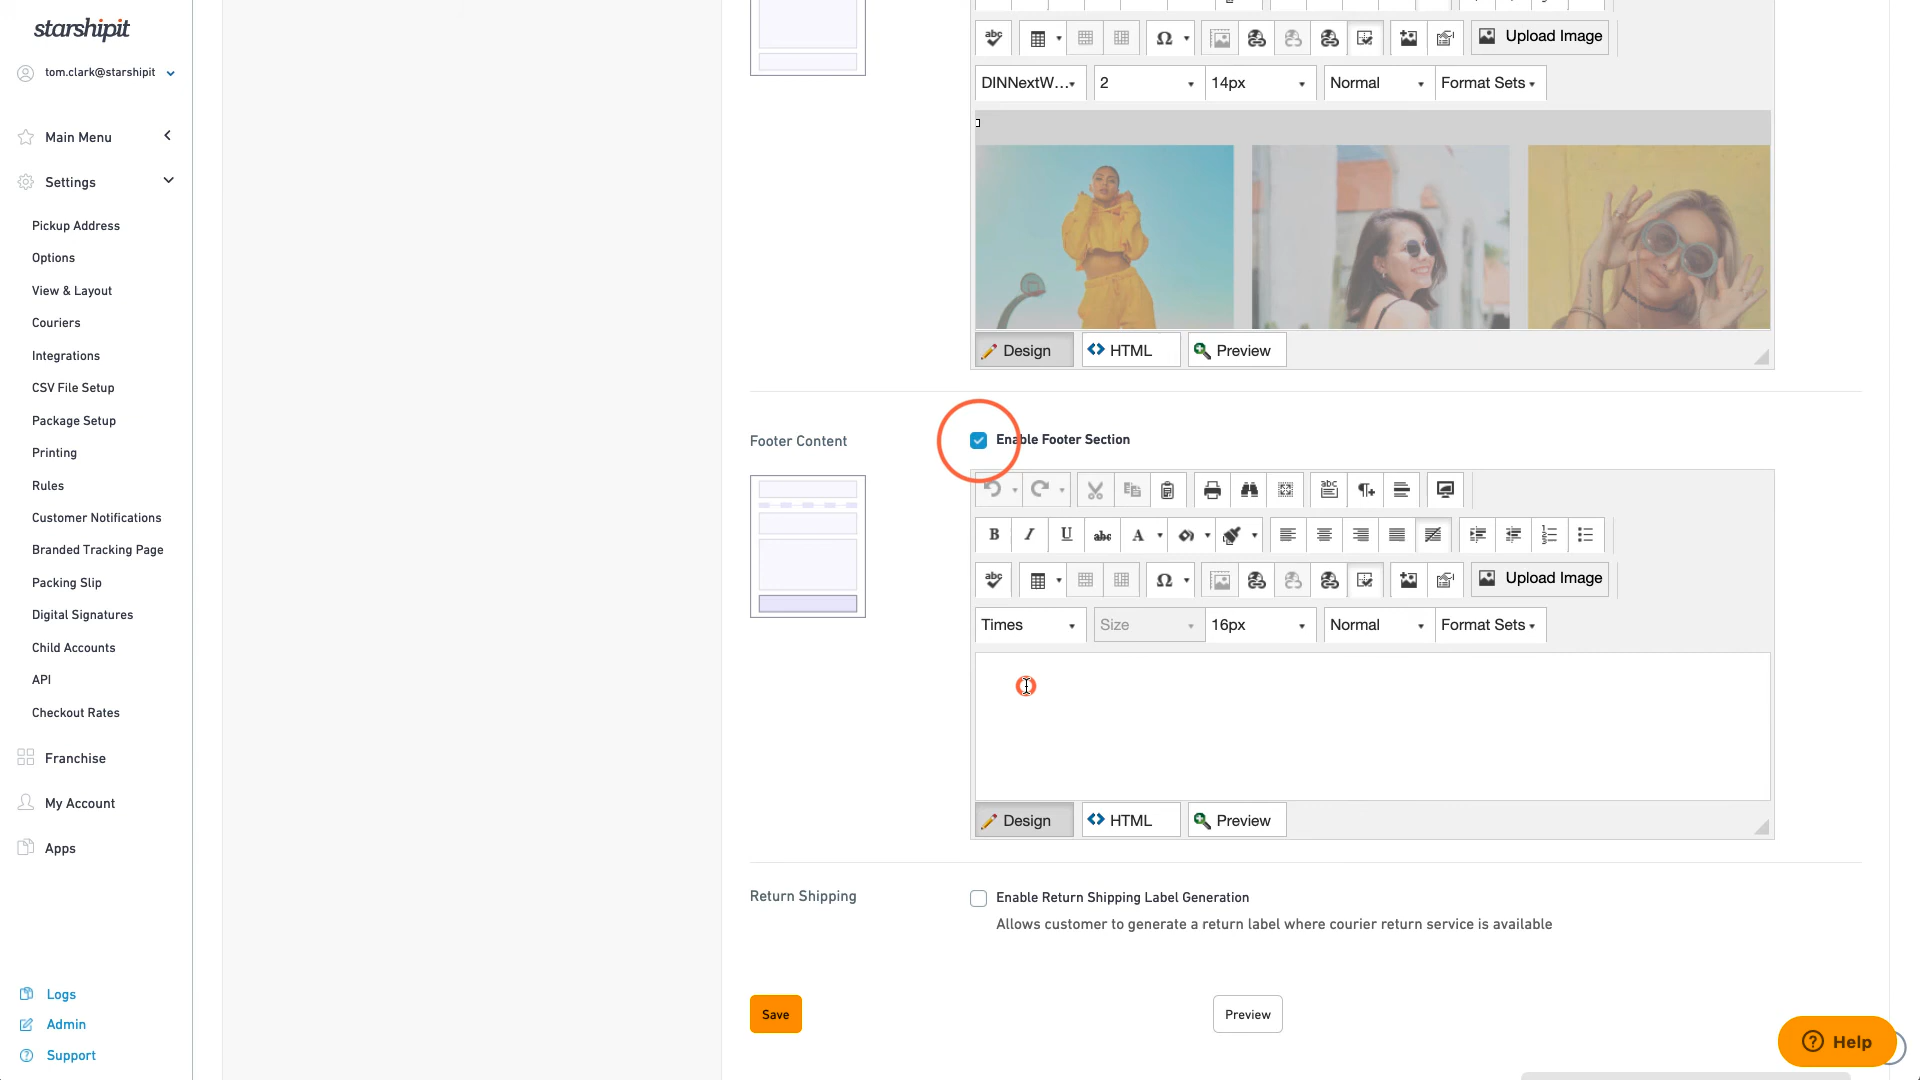 starshipit
tom.clark@starshipit
Main Menu
Settings
Pickup Address
Options
View & Layout
Couriers
Integrations
CSV File Setup
Package Setup
Printing
Rules
Customer Notifications
Branded Tracking Page
Packing Slip
Digital Signatures
Child Accounts
API
Checkout Rates
Franchise
My Account
Apps
Logs
Admin
Support
abc
Ω
Upload Image
DINNextW...
2
14px
Normal
Format Sets
Design
HTML
Preview
Footer Content
Enable Footer Section
abc
B
I
U
abc
A
abc
Ω
Upload Image
Times
Size
16px
Normal
Format Sets
Design
HTML
Preview
Return Shipping
Enable Return Shipping Label Generation
Allows customer to generate a return label where courier return service is available
Save
Preview
Help